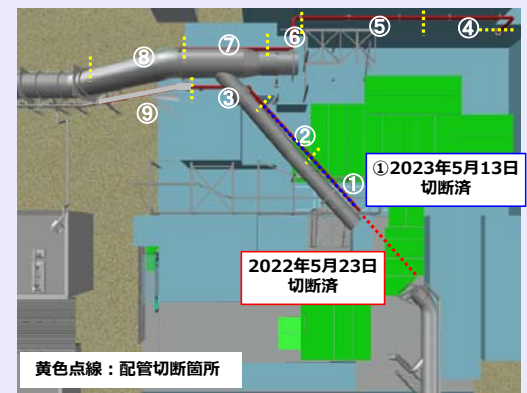 ⑤
④
⑥
⑦
⑧
③
⑨
②
①
①2023年5月13日
切断済
2022年5月23日
切断済
黄色点線：配管切断箇所